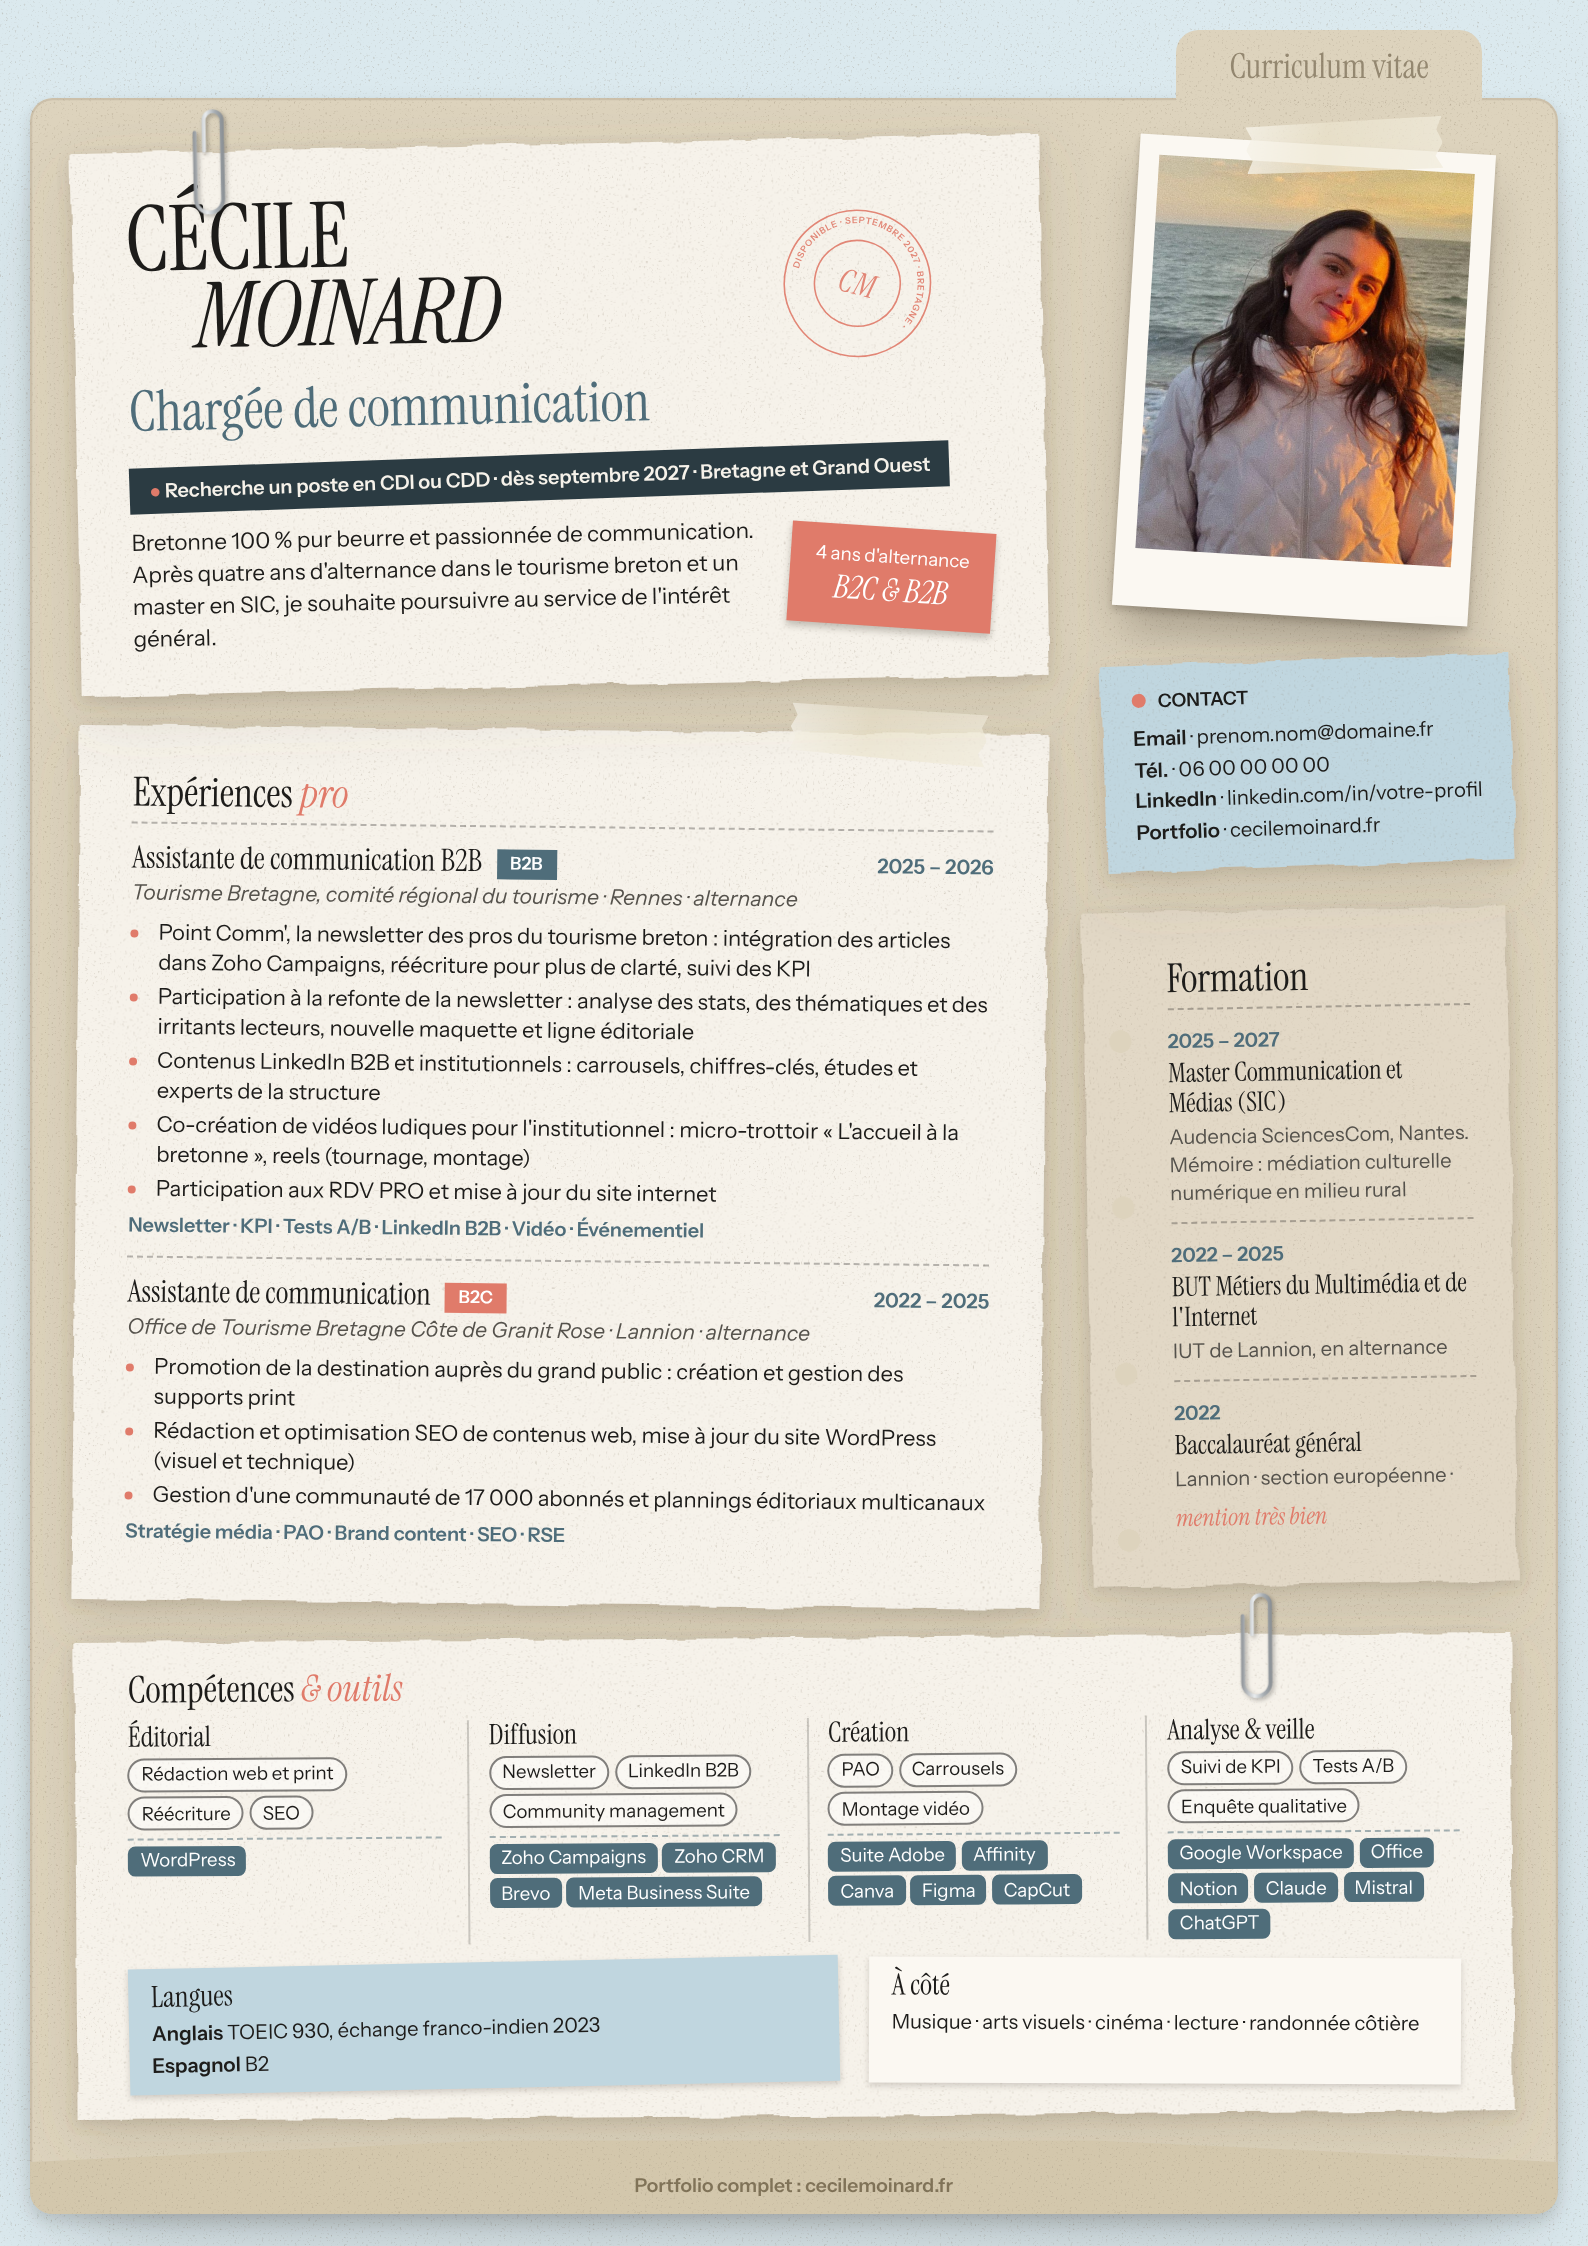 Curriculum vitae
CÉCILE
MOINARD
DISPONIBLE · SEPTEMBRE 2027 · BRETAGNE ·
CM
Chargée de communication
Recherche un poste en CDI ou CDD · dès septembre 2027 · Bretagne et Grand Ouest
Bretonne 100 % pur beurre et passionnée de communication.
Après quatre ans d'alternance dans le tourisme breton et un
master en SIC, je souhaite poursuivre au service de l'intérêt
général.
4 ans d'alternance
B2C & B2B
CONTACT
Email · prenom.nom@domaine.fr
Tél. · 06 00 00 00 00
LinkedIn · linkedin.com/in/votre-profil
Portfolio · cecilemoinard.fr
Expériences pro
Assistante de communication B2B B2B 2025 – 2026
Tourisme Bretagne, comité régional du tourisme · Rennes · alternance
• Point Comm', la newsletter des pros du tourisme breton : intégration des articles
dans Zoho Campaigns, réécriture pour plus de clarté, suivi des KPI
• Participation à la refonte de la newsletter : analyse des stats, des thématiques et des
irritants lecteurs, nouvelle maquette et ligne éditoriale
• Contenus LinkedIn B2B et institutionnels : carrousels, chiffres-clés, études et
experts de la structure
• Co-création de vidéos ludiques pour l'institutionnel : micro-trottoir « L'accueil à la
bretonne », reels (tournage, montage)
• Participation aux RDV PRO et mise à jour du site internet
Newsletter · KPI · Tests A/B · LinkedIn B2B · Vidéo · Événementiel
Assistante de communication B2C 2022 – 2025
Office de Tourisme Bretagne Côte de Granit Rose · Lannion · alternance
• Promotion de la destination auprès du grand public : création et gestion des
supports print
• Rédaction et optimisation SEO de contenus web, mise à jour du site WordPress
(visuel et technique)
• Gestion d'une communauté de 17 000 abonnés et plannings éditoriaux multicanaux
Stratégie média · PAO · Brand content · SEO · RSE
Formation
2025 – 2027
Master Communication et
Médias (SIC)
Audencia SciencesCom, Nantes.
Mémoire : médiation culturelle
numérique en milieu rural
2022 – 2025
BUT Métiers du Multimédia et de
l'Internet
IUT de Lannion, en alternance
2022
Baccalauréat général
Lannion · section européenne ·
mention très bien
Compétences & outils
Éditorial
Rédaction web et print
Réécriture SEO
WordPress
Diffusion
Newsletter LinkedIn B2B
Community management
Zoho Campaigns Zoho CRM
Brevo Meta Business Suite
Création
PAO Carrousels
Montage vidéo
Suite Adobe Affinity
Canva Figma CapCut
Analyse & veille
Suivi de KPI Tests A/B
Enquête qualitative
Google Workspace Office
Notion Claude Mistral
ChatGPT
Langues
Anglais TOEIC 930, échange franco-indien 2023
Espagnol B2
À côté
Musique · arts visuels · cinéma · lecture · randonnée côtière
Portfolio complet : cecilemoinard.fr